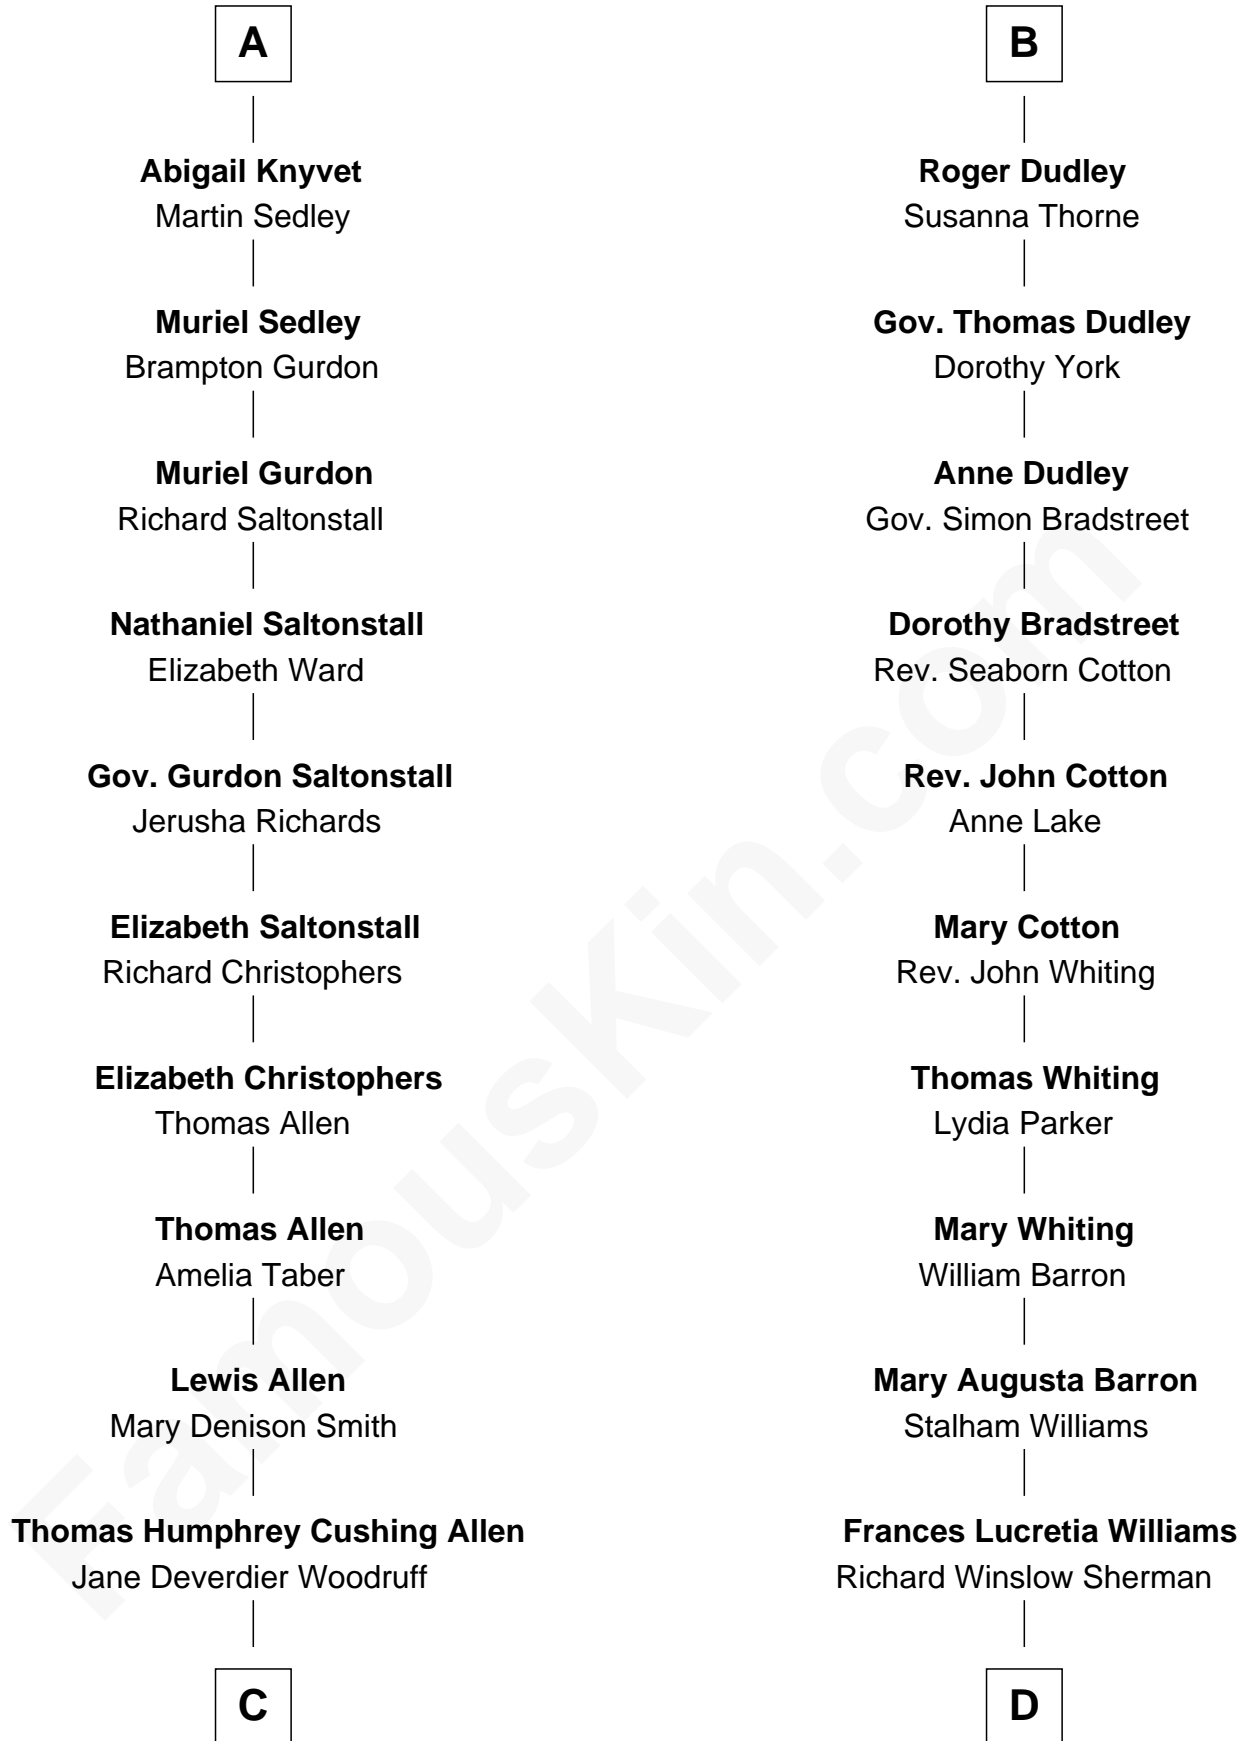 A
Abigail Knyvet
Martin Sedley
Muriel Sedley
Brampton Gurdon
Muriel Gurdon
Richard Saltonstall
Nathaniel Saltonstall
Elizabeth Ward
Gov. Gurdon Saltonstall
Jerusha Richards
Elizabeth Saltonstall
Richard Christophers
Elizabeth Christophers
Thomas Allen
Thomas Allen
Amelia Taber
Lewis Allen
Mary Denison Smith
Thomas Humphrey Cushing Allen
Jane Deverdier Woodruff
C
B
Roger Dudley
Susanna Thorne
Gov. Thomas Dudley
Dorothy York
Anne Dudley
Gov. Simon Bradstreet
Dorothy Bradstreet
Rev. Seaborn Cotton
Rev. John Cotton
Anne Lake
Mary Cotton
Rev. John Whiting
Thomas Whiting
Lydia Parker
Mary Whiting
William Barron
Mary Augusta Barron
Stalham Williams
Frances Lucretia Williams
Richard Winslow Sherman
D
FamousKin.com